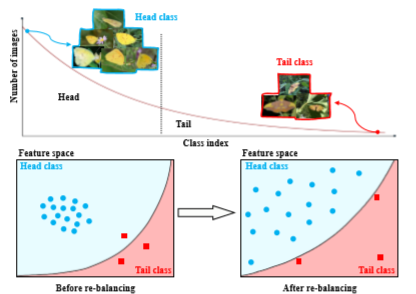 Head class
Number of images
Tail class
Head
Tail
Class index
Feature space
Head class
Tail class
Before re-balancing
Feature space
Head class
Tail class
After re-balancing